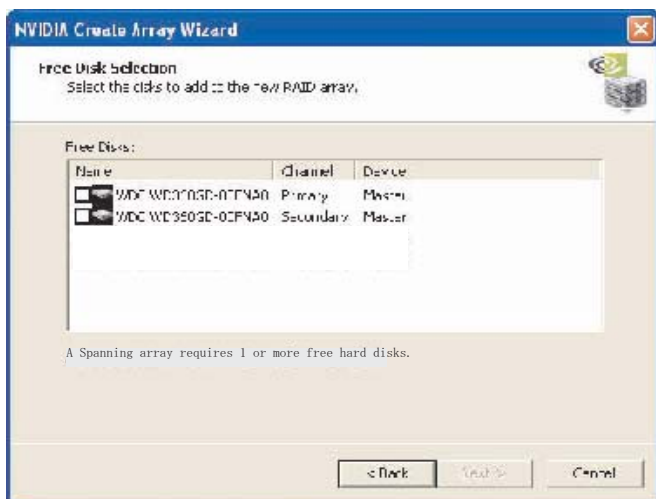 NVIDIA Create Array Wizard
Free Disk Selection
Select the disks to add to the new RAID array.
Free Disks:
Name Channel Device
WDC Primary Master
WDC Secondary Master
A Spanning array requires 1 or more free hard disks.
< Back Next > Cancel